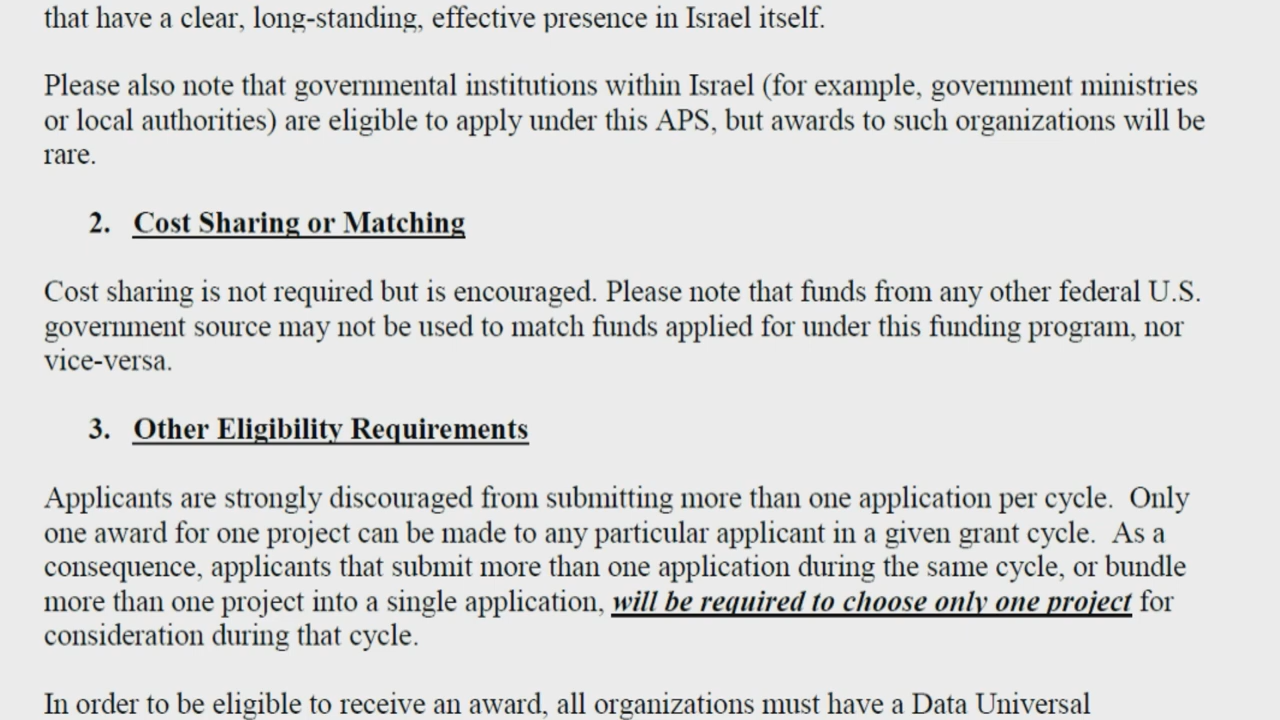 that have a clear, long-standing, effective presence in Israel itself.
Please also note that governmental institutions within Israel (for example, government ministries
or local authorities) are eligible to apply under this APS, but awards to such organizations will be
rare.
2. Cost Sharing or Matching
Cost sharing is not required but is encouraged. Please note that funds from any other federal U.S.
government source may not be used to match funds applied for under this funding program, nor
vice-versa.
3. Other Eligibility Requirements
Applicants are strongly discouraged from submitting more than one application per cycle. Only
one award for one project can be made to any particular applicant in a given grant cycle. As a
consequence, applicants that submit more than one application during the same cycle, or bundle
more than one project into a single application, will be required to choose only one project for
consideration during that cycle.
In order to be eligible to receive an award, all organizations must have a Data Universal